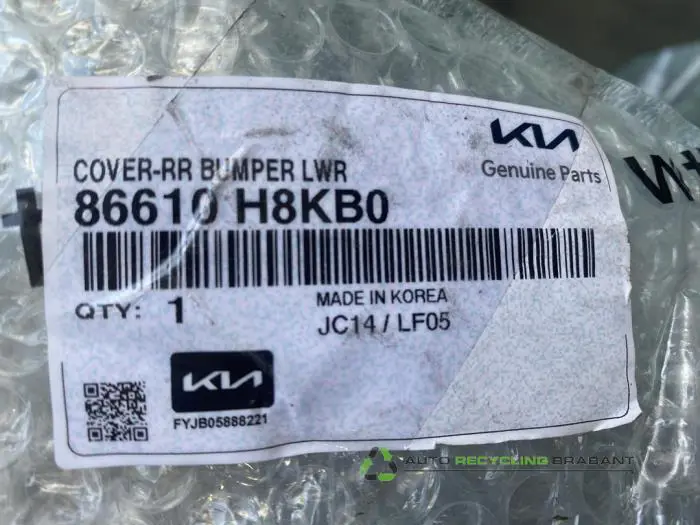 KIA
Genuine Parts
COVER-RR BUMPER LWR
86610 H8KB0
QTY: 1
MADE IN KOREA
JC14 / LF05
KIA
FYJB05888221
AUTO RECYCLING BRABANT